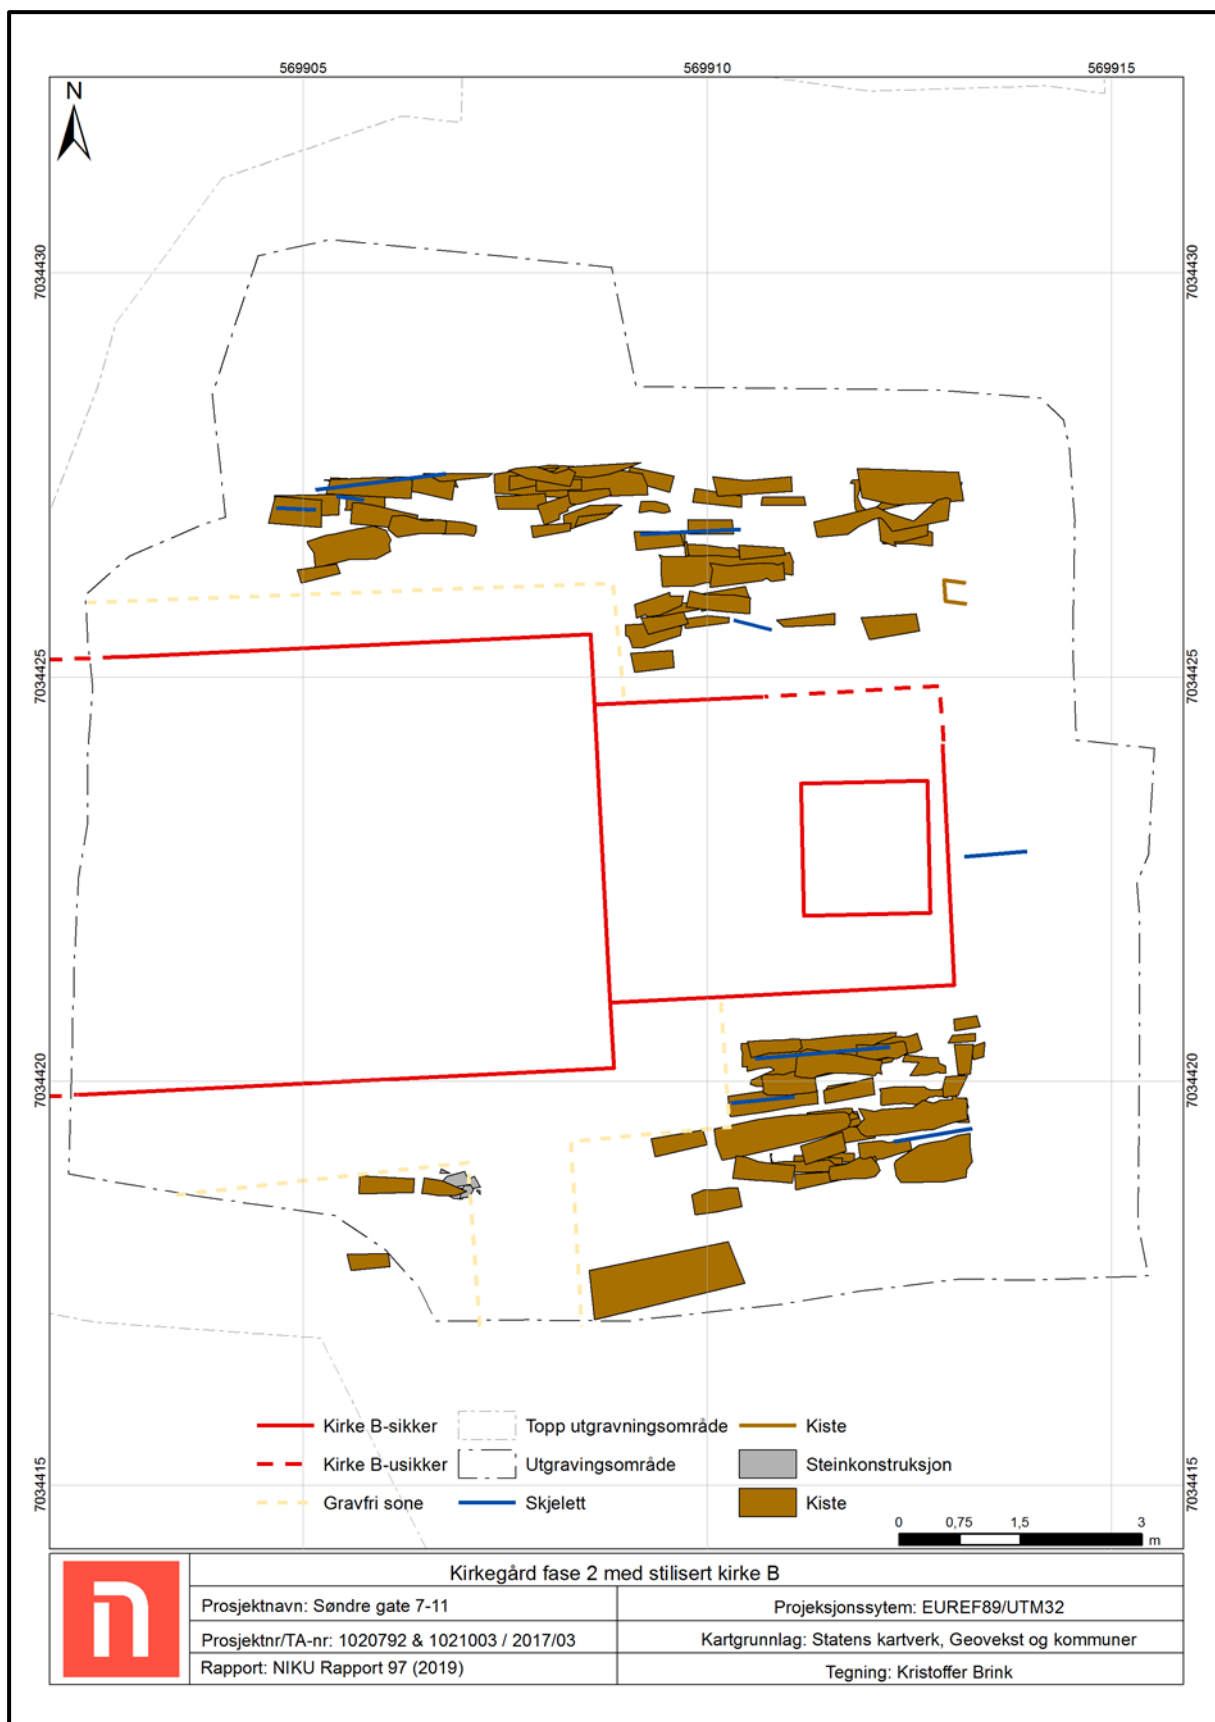 569905 569910 569915
N
7034430 7034430
7034425 7034425
7034420 7034420
7034415 7034415
Kirke B-sikker Topp utgravningsområde Kiste
Kirke B-usikker Utgravingsområde Steinkonstruksjon
Gravfri sone Skjelett Kiste
0 0,75 1,5 3
m
Kirkegård fase 2 med stilisert kirke B
Prosjektnavn: Søndre gate 7-11 Projeksjonssytem: EUREF89/UTM32
Prosjektnr/TA-nr: 1020792 & 1021003 / 2017/03 Kartgrunnlag: Statens kartverk, Geovekst og kommuner
Rapport: NIKU Rapport 97 (2019) Tegning: Kristoffer Brink